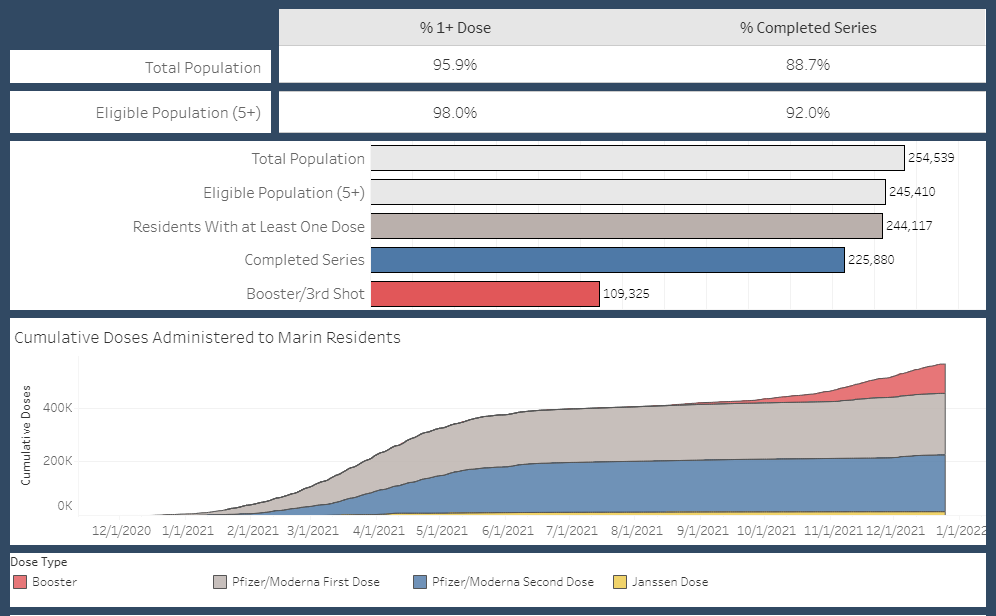 % 1+ Dose % Completed Series
Total Population 95.9% 88.7%
Eligible Population (5+) 98.0% 92.0%
Total Population 254,539
Eligible Population (5+) 245,410
Residents With at Least One Dose 244,117
Completed Series 225,880
Booster/3rd Shot 109,325
Cumulative Doses Administered to Marin Residents
Cumulative Doses
400K
200K
0K
12/1/2020 1/1/2021 2/1/2021 3/1/2021 4/1/2021 5/1/2021 6/1/2021 7/1/2021 8/1/2021 9/1/2021 10/1/2021 11/1/2021 12/1/2021 1/1/2022
Dose Type
Booster Pfizer/Moderna First Dose Pfizer/Moderna Second Dose Janssen Dose